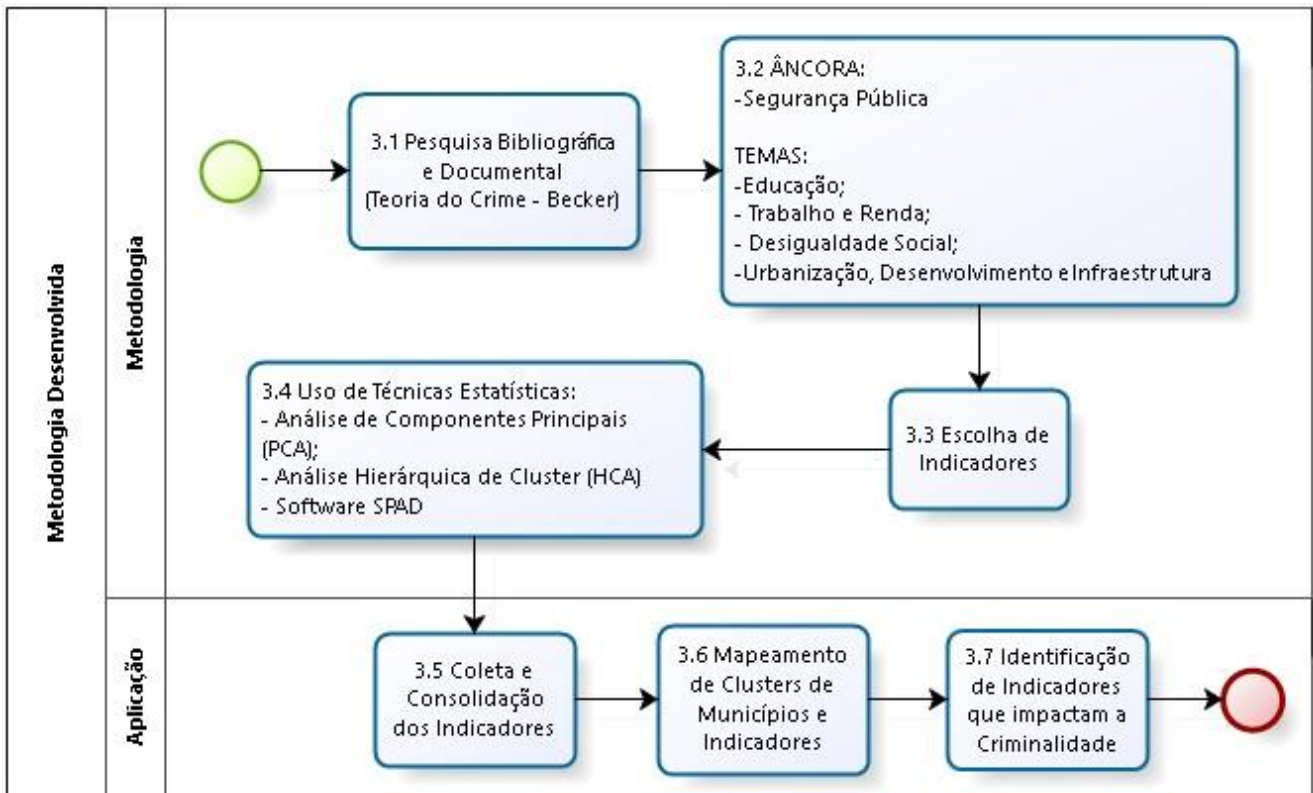 Metodologia Desenvolvida
Metodologia
3.1 Pesquisa Bibliográfica
e Documental
(Teoria do Crime - Becker)
3.2 ÂNCORA:
-Segurança Pública
TEMAS:
-Educação;
- Trabalho e Renda;
- Desigualdade Social;
-Urbanização, Desenvolvimento e Infraestrutura
3.3 Escolha de
Indicadores
3.4 Uso de Técnicas Estatísticas:
- Análise de Componentes Principais
(PCA);
- Análise Hierárquica de Cluster (HCA)
- Software SPAD
Aplicação
3.5 Coleta e
Consolidação
dos Indicadores
3.6 Mapeamento
de Clusters de
Municípios e
Indicadores
3.7 Identificação
de Indicadores
que impactam a
Criminalidade